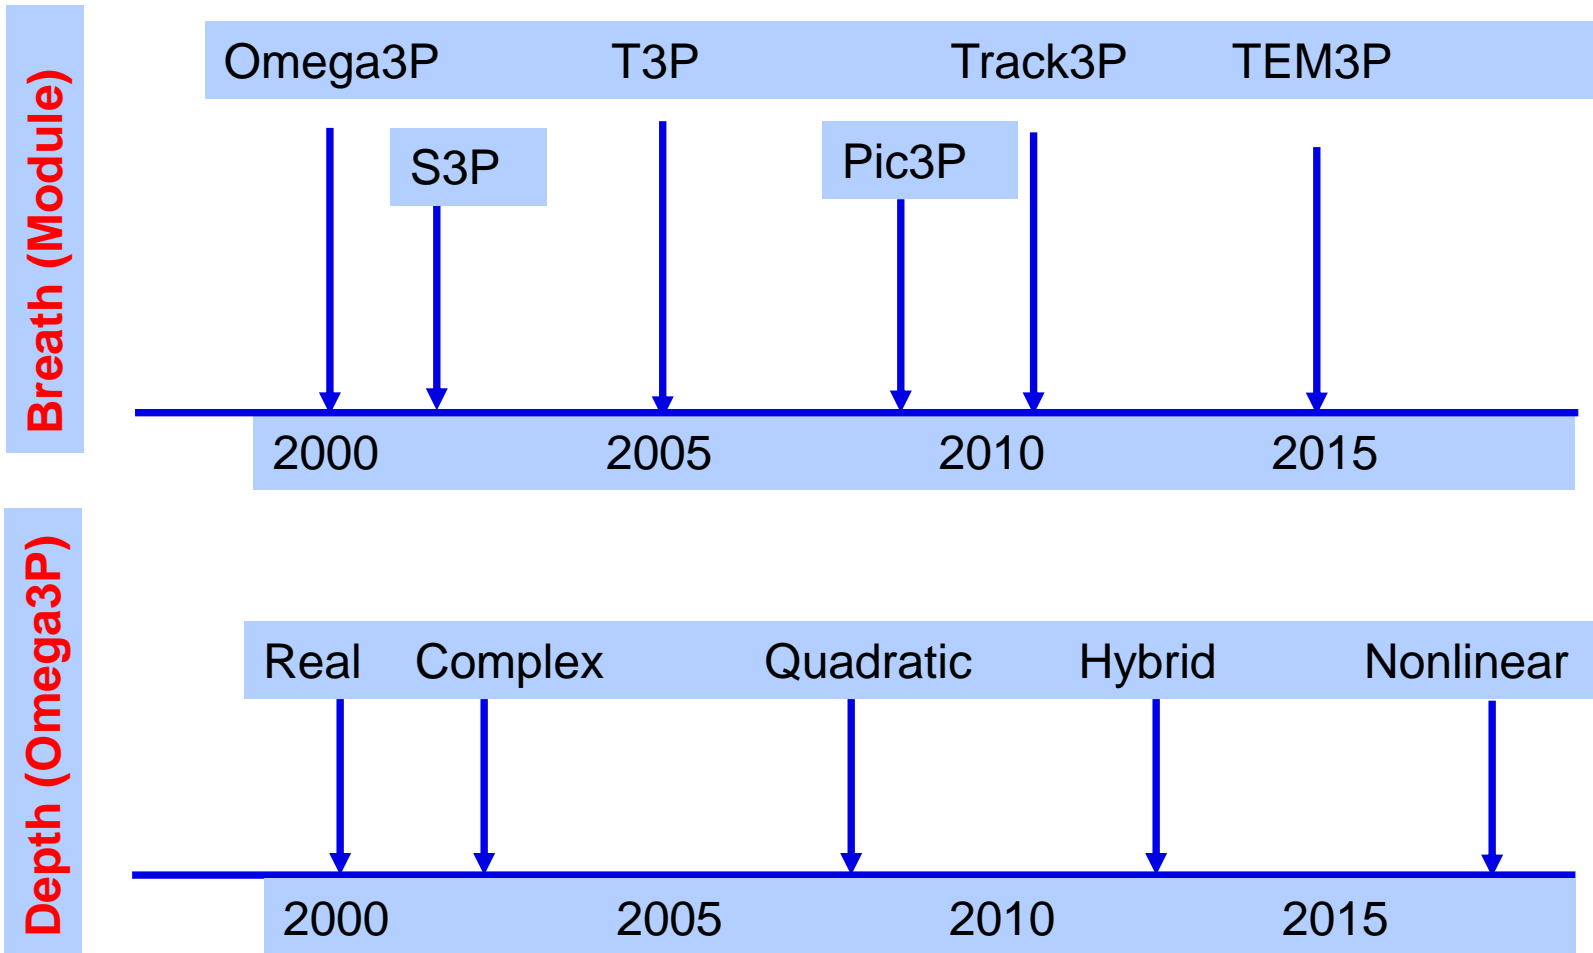 Breath (Module)
Omega3P T3P Track3P TEM3P
S3P Pic3P
2000 2005 2010 2015
Depth (Omega3P)
Real Complex Quadratic Hybrid Nonlinear
2000 2005 2010 2015